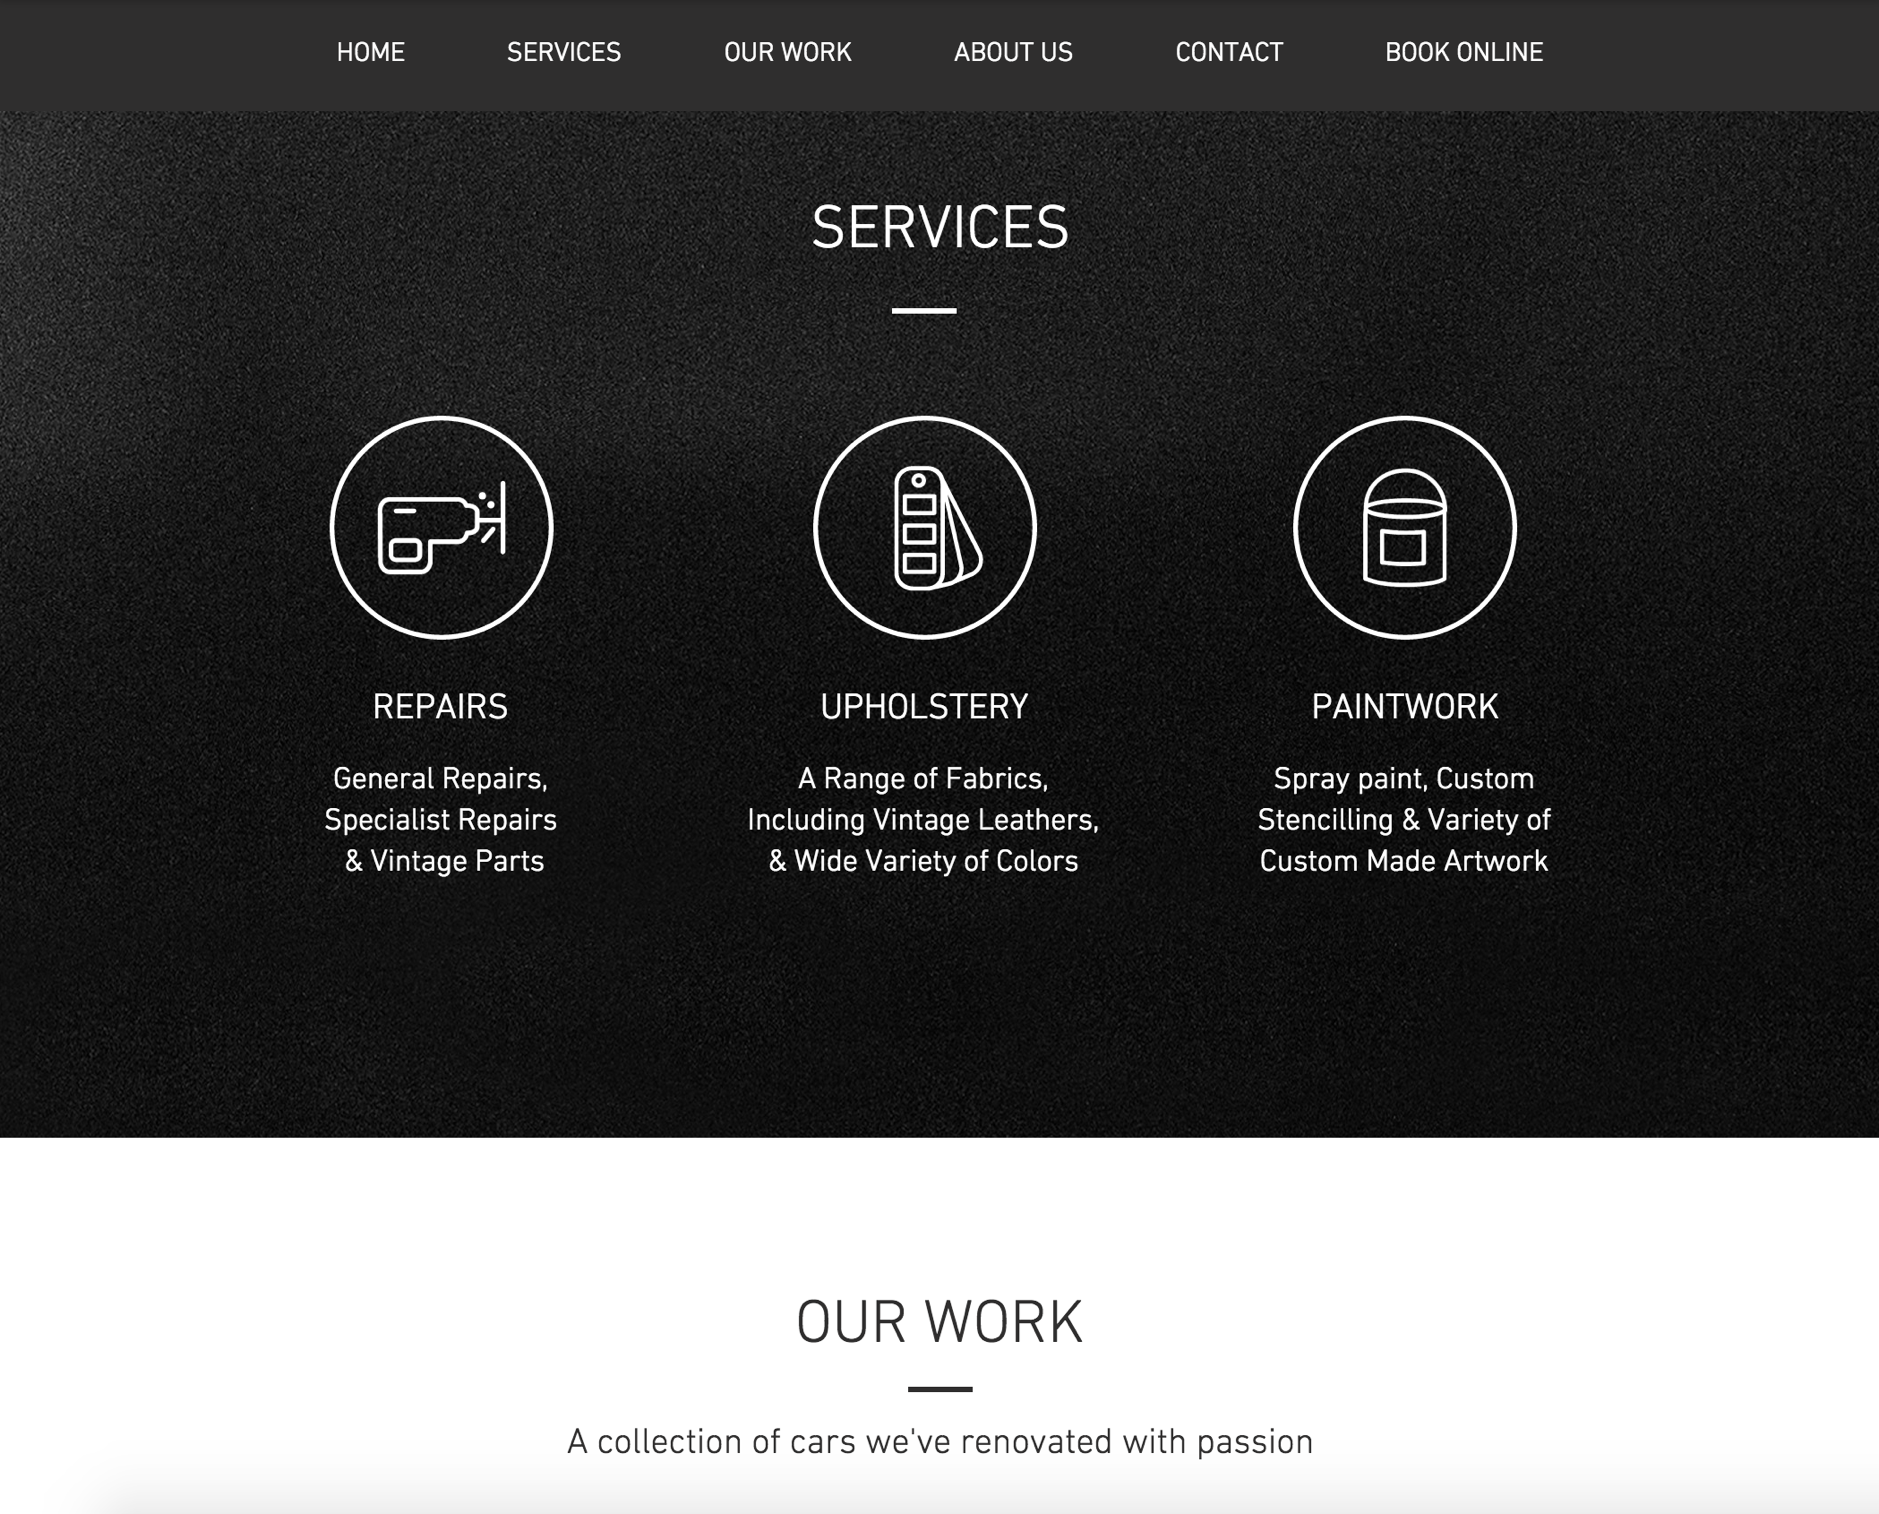 HOME SERVICES OUR WORK ABOUT US CONTACT BOOK ONLINE
SERVICES
REPAIRS
General Repairs,
Specialist Repairs
& Vintage Parts
UPHOLSTERY
A Range of Fabrics,
Including Vintage Leathers,
& Wide Variety of Colors
PAINTWORK
Spray paint, Custom
Stencilling & Variety of
Custom Made Artwork
OUR WORK
A collection of cars we've renovated with passion